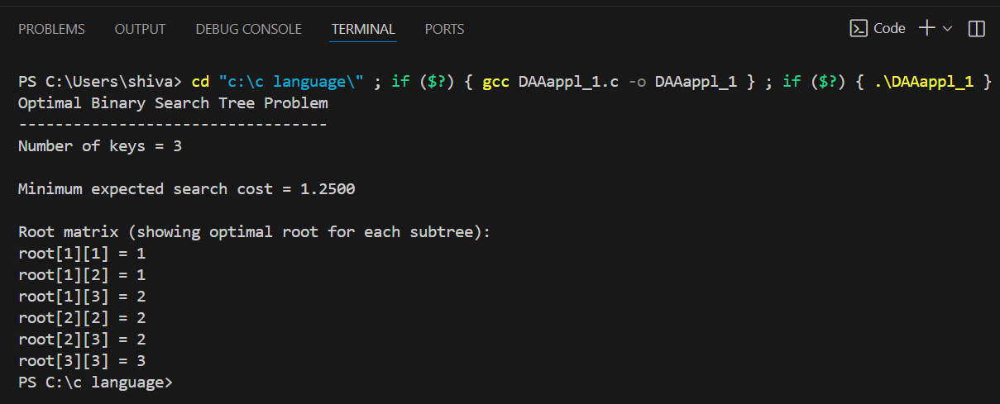 PROBLEMS OUTPUT DEBUG CONSOLE TERMINAL PORTS Code
PS C:\Users\shiva> cd "c:\c language\" ; if ($?) { gcc DAAappl_1.c -o DAAappl_1 } ; if ($?) { .\DAAappl_1 }
Optimal Binary Search Tree Problem
----------------------------------
Number of keys = 3
Minimum expected search cost = 1.2500
Root matrix (showing optimal root for each subtree):
root[1][1] = 1
root[1][2] = 1
root[1][3] = 2
root[2][2] = 2
root[2][3] = 2
root[3][3] = 3
PS C:\c language>